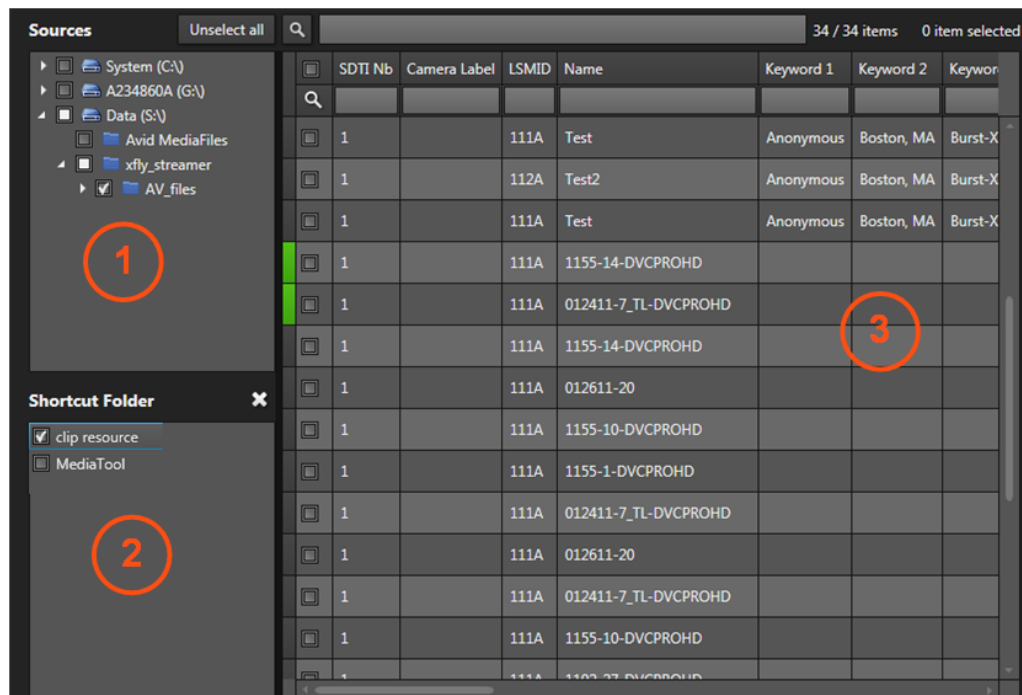 Sources
Unselect all
34 / 34 items 0 item selected
System (C:\)
A234860A (G:\)
Data (S:\)
Avid MediaFiles
xfly_streamer
AV_files
1
Shortcut Folder
clip resource
MediaTool
2
SDTI Nb Camera Label LSMID Name Keyword 1 Keyword 2 Keywor
1 111A Test Anonymous Boston, MA Burst-X
1 112A Test2 Anonymous Boston, MA Burst-X
1 111A Test Anonymous Boston, MA Burst-X
1 111A 1155-14-DVCPROHD
1 111A 012411-7_TL-DVCPROHD
3
1 111A 1155-14-DVCPROHD
1 111A 012611-20
1 111A 1155-10-DVCPROHD
1 111A 1155-1-DVCPROHD
1 111A 012411-7_TL-DVCPROHD
1 111A 012611-20
1 111A 012411-7_TL-DVCPROHD
1 111A 1155-10-DVCPROHD